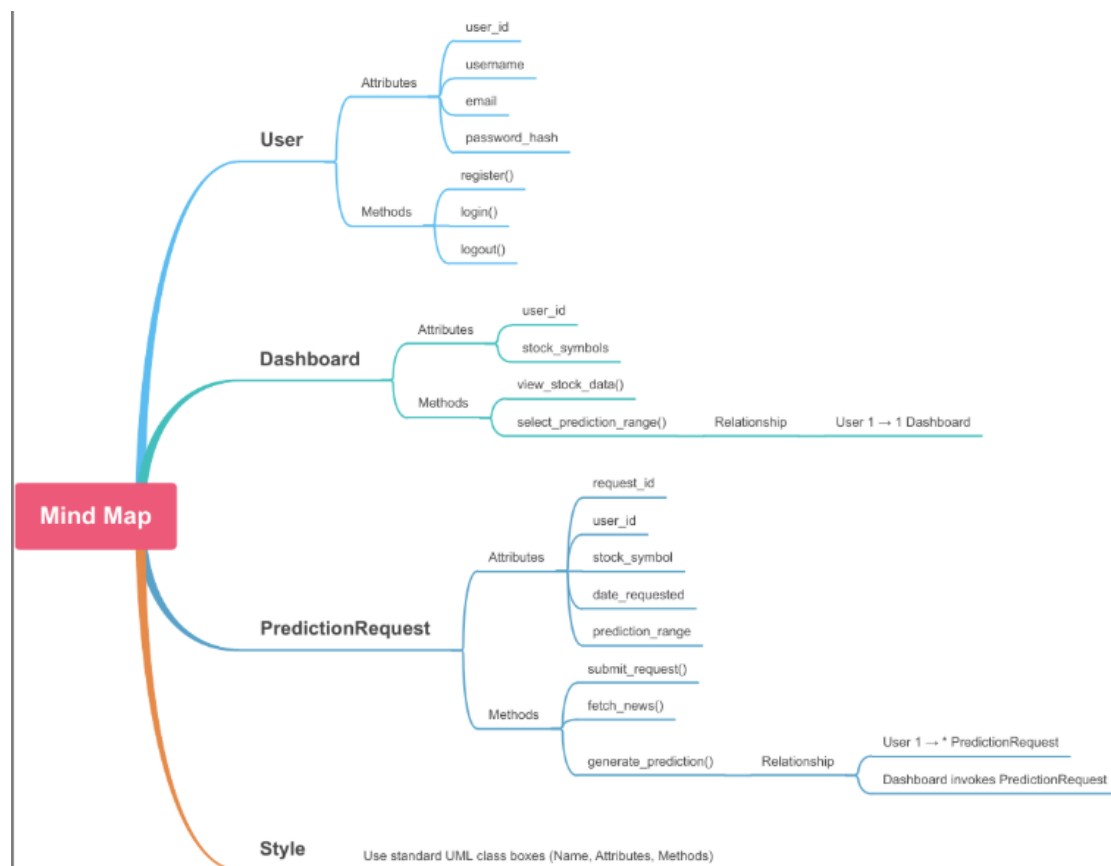 Mind Map
User
Attributes
user_id
username
email
password_hash
Methods
register()
login()
logout()
Dashboard
Attributes
user_id
stock_symbols
Methods
view_stock_data()
select_prediction_range()
Relationship
User 1 → 1 Dashboard
PredictionRequest
Attributes
request_id
user_id
stock_symbol
date_requested
prediction_range
Methods
submit_request()
fetch_news()
generate_prediction()
Relationship
User 1 → * PredictionRequest
Dashboard invokes PredictionRequest
Style
Use standard UML class boxes (Name, Attributes, Methods)